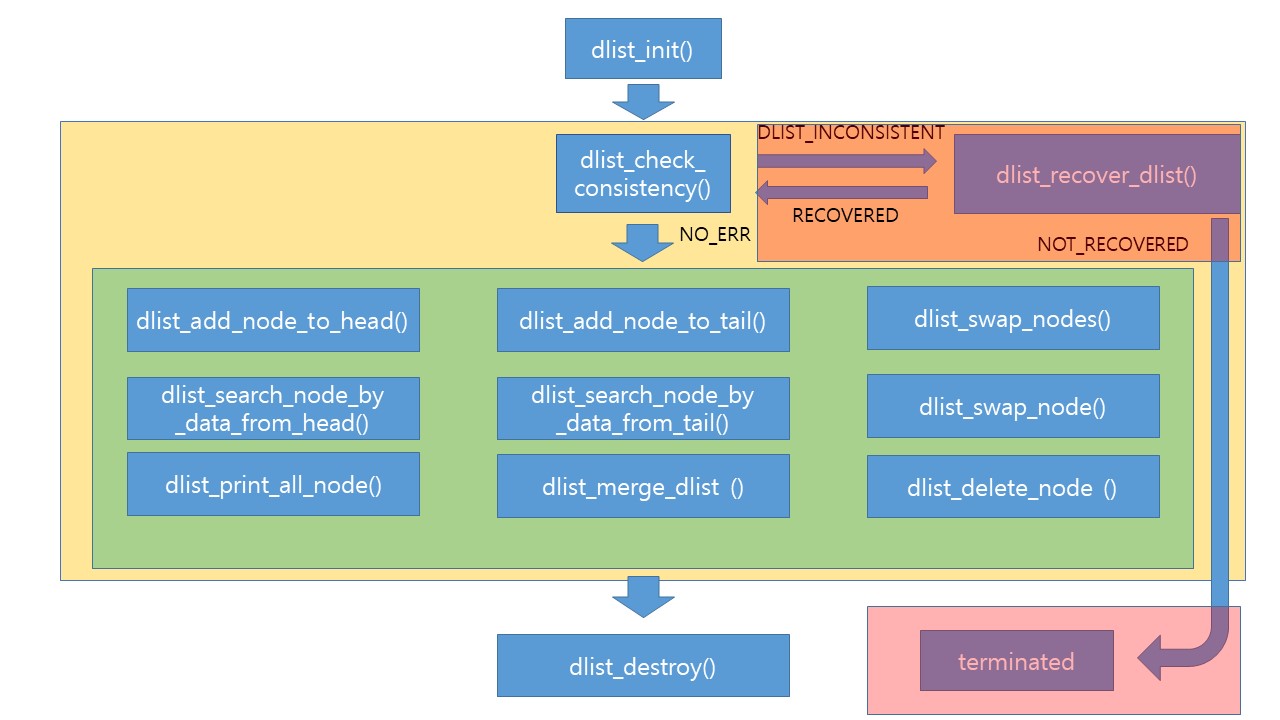 dlist_init()
DLIST_INCONSISTENT
dlist_check_
consistency()
dlist_recover_dlist()
RECOVERED
NO_ERR
NOT_RECOVERED
dlist_add_node_to_head()
dlist_add_node_to_tail()
dlist_swap_nodes()
dlist_search_node_by
_data_from_head()
dlist_search_node_by
_data_from_tail()
dlist_swap_node()
dlist_print_all_node()
dlist_merge_dlist ()
dlist_delete_node ()
dlist_destroy()
terminated